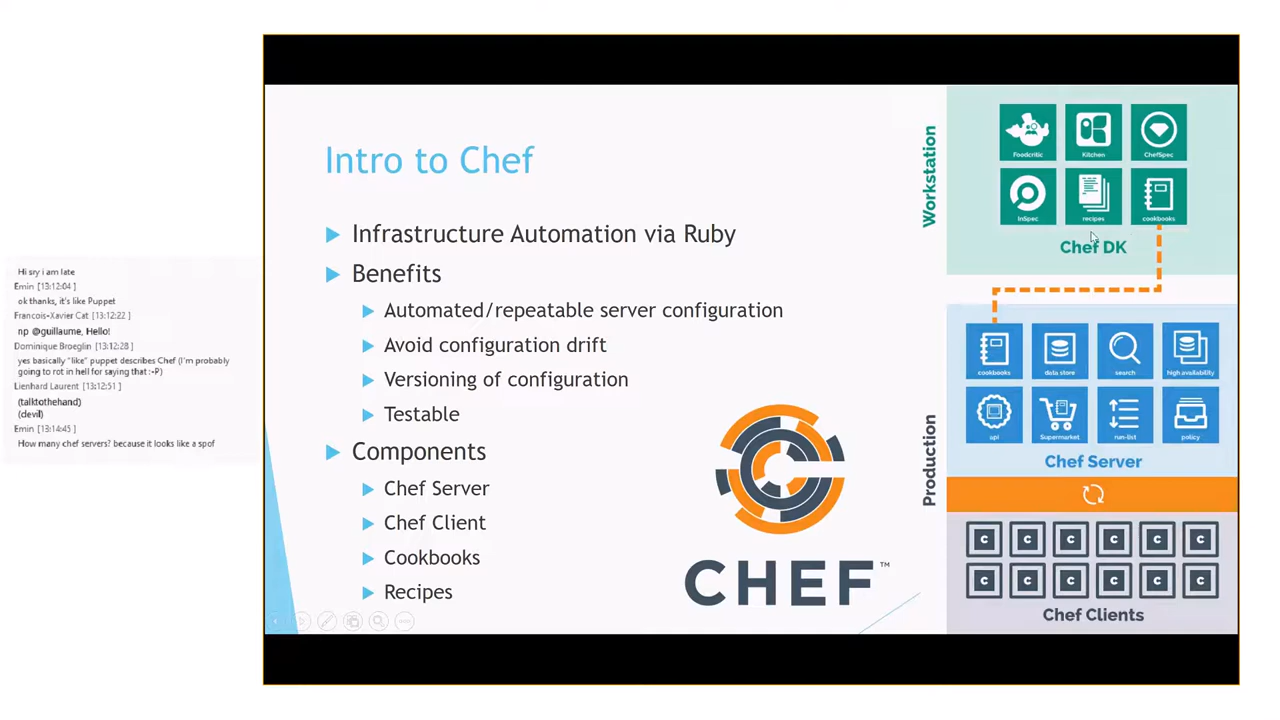 Hi sry i am late
Emin [13:12:04]
ok thanks, it's like Puppet
Francois-Xavier Cat [13:12:22]
np @guillaume, Hello!
Dominique Broeglin [13:12:28]
yes basically "like" puppet describes Chef (I'm probably
going to rot in hell for saying that :-P)
Lienhard Laurent [13:12:51]
(talktothehand)
(devil)
Emin [13:14:45]
How many chef servers? because it looks like a spof
Intro to Chef
Infrastructure Automation via Ruby
Benefits
Automated/repeatable server configuration
Avoid configuration drift
Versioning of configuration
Testable
Components
Chef Server
Chef Client
Cookbooks
Recipes
CHEF™
Workstation
Foodcritic
Kitchen
ChefSpec
InSpec
recipes
cookbooks
Chef DK
Production
cookbooks
data store
search
high availability
api
Supermarket
run-list
policy
Chef Server
C C C C C C
C C C C C C
Chef Clients